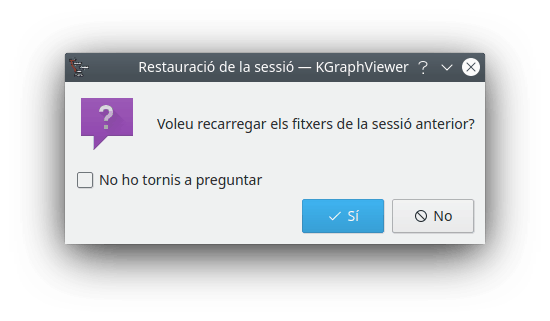 Restauració de la sessió — KGraphViewer
Voleu recarregar els fitxers de la sessió anterior?
No ho tornis a preguntar
Sí
No